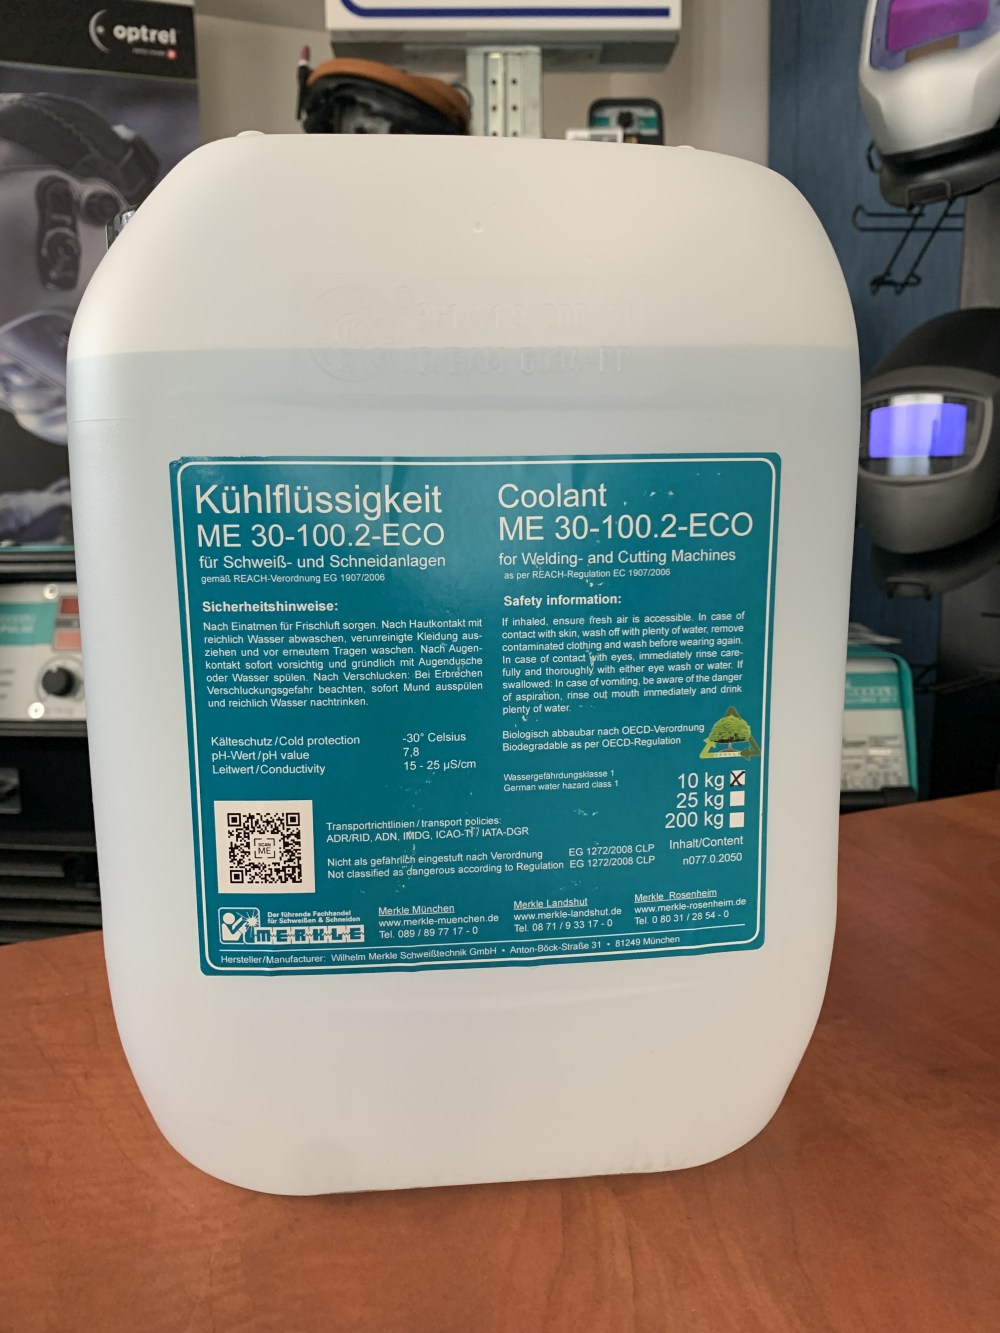 optrel
Kühlflüssigkeit
ME 30-100.2-ECO
für Schweiß- und Schneidanlagen
gemäß REACH-Verordnung EG 1907/2006
Sicherheitshinweise:
Nach Einatmen für Frischluft sorgen. Nach Hautkontakt mit
reichlich Wasser abwaschen, verunreinigte Kleidung aus-
ziehen und vor erneutem Tragen waschen. Nach Augen-
kontakt sofort vorsichtig und gründlich mit Augendusche
oder Wasser spülen. Nach Verschlucken: Bei Erbrechen
Verschluckungsgefahr beachten, sofort Mund ausspülen
und reichlich Wasser nachtrinken.
Coolant
ME 30-100.2-ECO
for Welding- and Cutting Machines
as per REACH-Regulation EC 1907/2006
Safety information:
If inhaled, ensure fresh air is accessible. In case of
contact with skin, wash off with plenty of water, remove
contaminated clothing and wash before wearing again.
In case of contact with eyes, immediately rinse care-
fully and thoroughly with either eye wash or water. If
swallowed: In case of vomiting, be aware of the danger
of aspiration, rinse out mouth immediately and drink
plenty of water.
Kälteschutz/Cold protection -30° Celsius
pH-Wert/pH value 7,8
Leitwert/Conductivity 15 - 25 µS/cm
Biologisch abbaubar nach OECD-Verordnung
Biodegradable as per OECD-Regulation
Wassergefährdungsklasse 1
German water hazard class 1
10 kg
25 kg
200 kg
Inhalt/Content
n077.0.2050
SCAN
ME
Transportrichtlinien/transport policies:
ADR/RID, ADN, IMDG, ICAO-TI/IATA-DGR
Nicht als gefährlich eingestuft nach Verordnung EG 1272/2008 CLP
Not classified as dangerous according to Regulation EG 1272/2008 CLP
Der führende Fachhandel
für Schweißen & Schneiden
MERKLE
Merkle München
www.merkle-muenchen.de
Tel. 089 / 89 77 17 - 0
Merkle Landshut
www.merkle-landshut.de
Tel. 08 71 / 9 33 17 - 0
Merkle Rosenheim
www.merkle-rosenheim.de
Tel. 0 80 31 / 28 54 - 0
Hersteller/Manufacturer: Wilhelm Merkle Schweißtechnik GmbH • Anton-Böck-Straße 31 • 81249 München